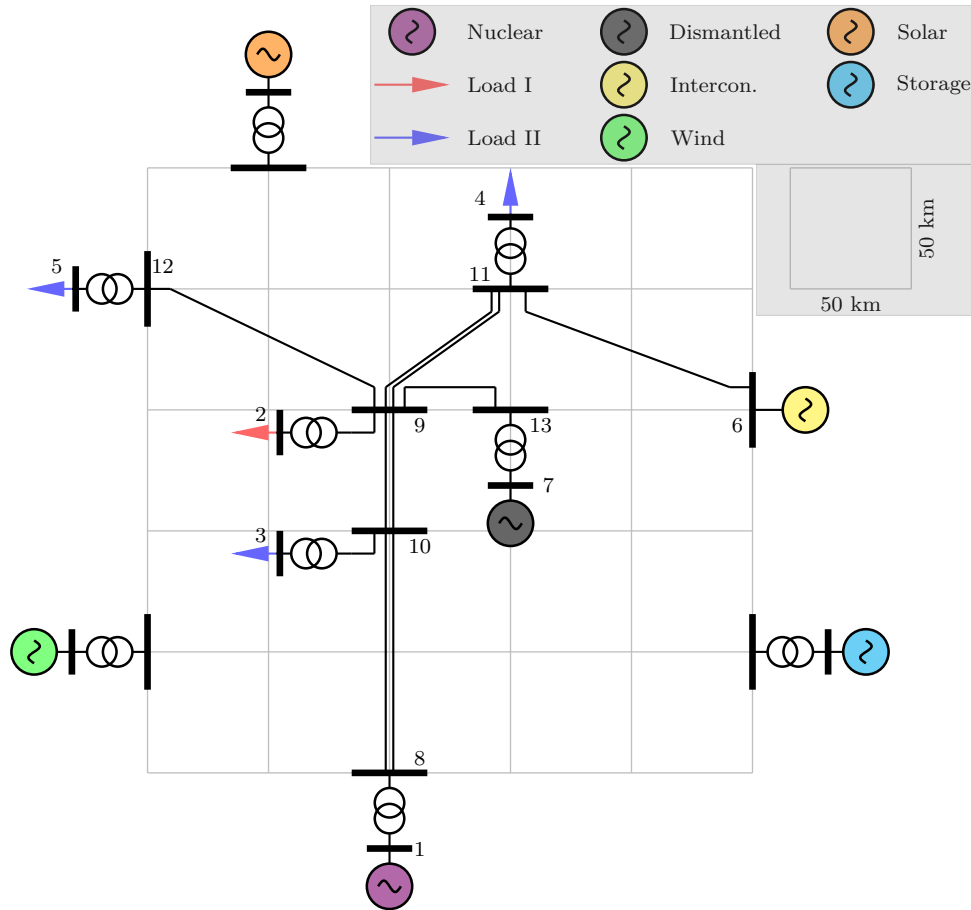 Nuclear
Dismantled
Solar
Load I
Intercon.
Storage
Load II
Wind
4
50 km
5
12
11
50 km
2
9
13
6
7
3
10
8
1